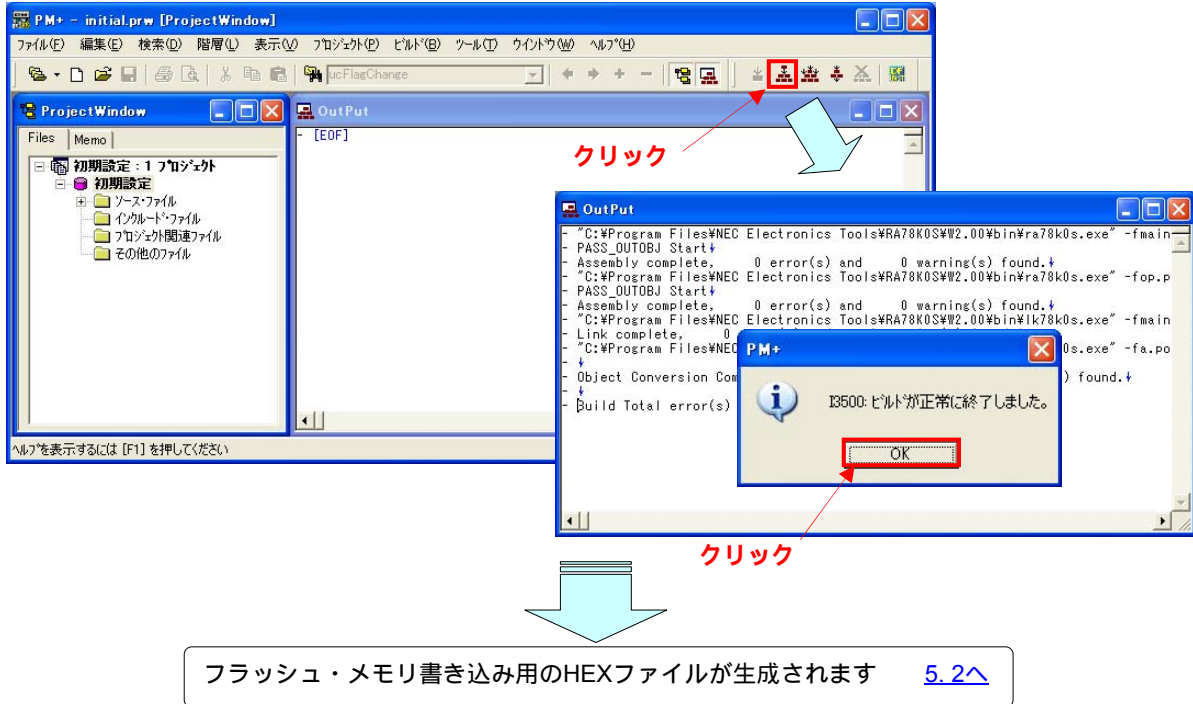 PM+ - initial.prw [ProjectWindow]
ファイル(F) 編集(E) 検索(D) 階層(L) 表示(V) プロジェクト(P) ビルド(B) ツール(T) ウインドウ(W) ヘルプ(H)
ucFlagChange
ProjectWindow
Files Memo
初期設定 : 1 プロジェクト
初期設定
ソース・ファイル
インクルード・ファイル
プロジェクト関連ファイル
その他のファイル
OutPut
- [EOF]
クリック
ヘルプを表示するには [F1] を押してください
OutPut
- "C:¥Program Files¥NEC Electronics Tools¥RA78K0S¥W2.00¥bin¥ra78k0s.exe" -fmain
- PASS_OUTOBJ Start↓
- Assembly complete, 0 error(s) and 0 warning(s) found.↓
- "C:¥Program Files¥NEC Electronics Tools¥RA78K0S¥W2.00¥bin¥ra78k0s.exe" -fop.p
- PASS_OUTOBJ Start↓
- Assembly complete, 0 error(s) and 0 warning(s) found.↓
- "C:¥Program Files¥NEC Electronics Tools¥RA78K0S¥W2.00¥bin¥lk78k0s.exe" -fmain
- Link complete, 0
- "C:¥Program Files¥NEC 0s.exe" -fa.po
- ↓
- Object Conversion Com ) found.↓
- ↓
- Build Total error(s)
PM+
I3500: ビルドが正常に終了しました。
OK
クリック
フラッシュ・メモリ書き込み用のHEXファイルが生成されます 5. 2へ